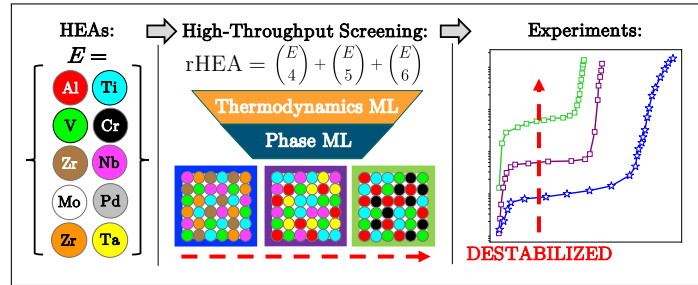 HEAs:
High-Throughput Screening:
Experiments:
E =
Al Ti
V Cr
Zr Nb
Mo Pd
Zr Ta
rHEA = (E 4) + (E 5) + (E 6)
Thermodynamics ML
Phase ML
DESTABILIZED